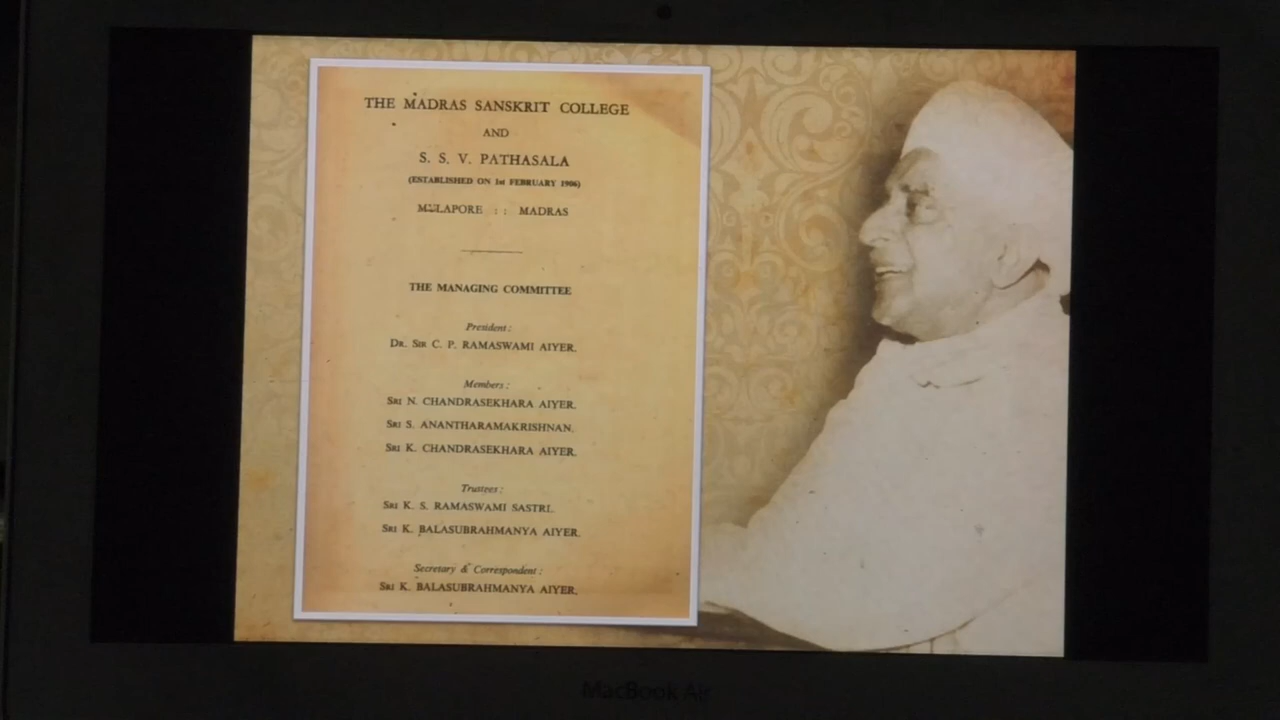 THE MADRAS SANSKRIT COLLEGE
AND
S. S. V. PATHASALA
(ESTABLISHED ON 1st FEBRUARY 1906)
MYLAPORE : : MADRAS
THE MANAGING COMMITTEE
President :
DR. SIR C. P. RAMASWAMI AIYER.
Members :
SRI N. CHANDRASEKHARA AIYER.
SRI S. ANANTHARAMAKRISHNAN.
SRI K. CHANDRASEKHARA AIYER.
Trustees :
SRI K. S. RAMASWAMI SASTRI.
SRI K. BALASUBRAHMANYA AIYER.
Secretary & Correspondent :
SRI K. BALASUBRAHMANYA AIYER.
MacBook Air